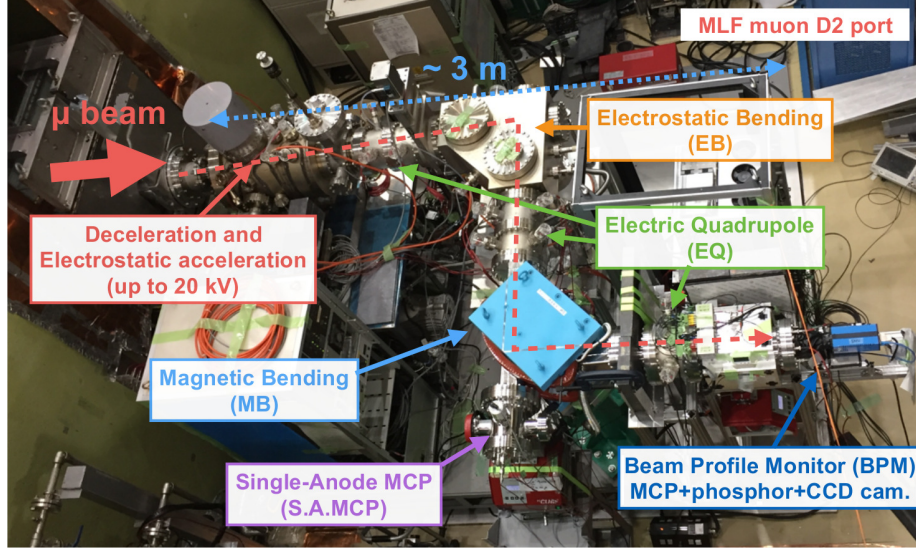 MLF muon D2 port
~ 3 m
μ beam
Electrostatic Bending
(EB)
Deceleration and
Electrostatic acceleration
(up to 20 kV)
Electric Quadrupole
(EQ)
Magnetic Bending
(MB)
Single-Anode MCP
(S.A.MCP)
Beam Profile Monitor (BPM)
MCP+phosphor+CCD cam.